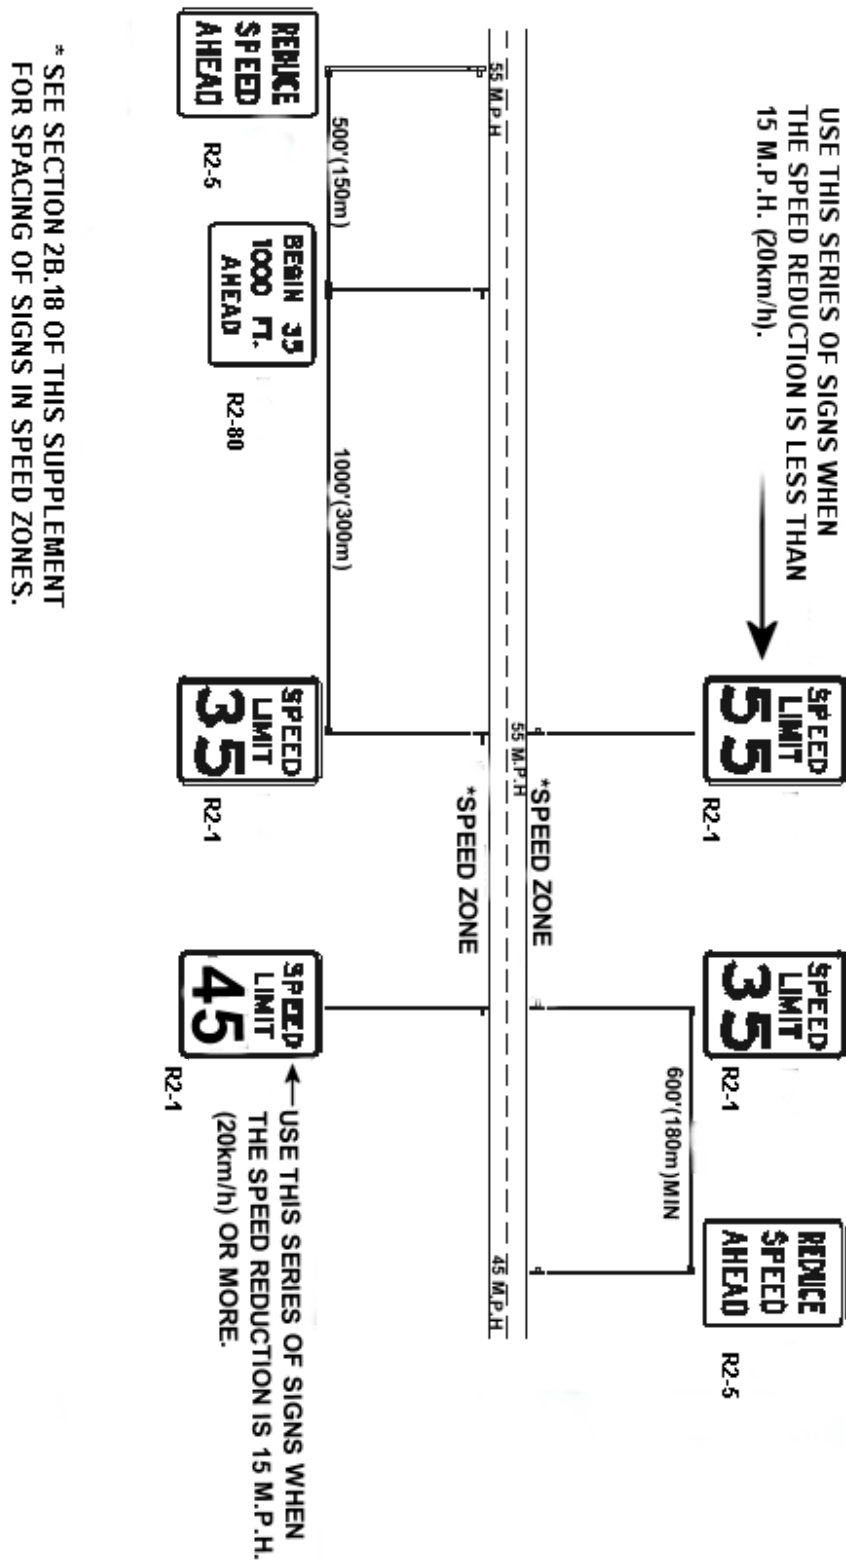 USE THIS SERIES OF SIGNS WHEN
THE SPEED REDUCTION IS LESS THAN
15 M.P.H. (20km/h).
SPEED
LIMIT
55
R2-1
SPEED
LIMIT
35
R2-1
REDUCE
SPEED
AHEAD
R2-5
600'(180m)MIN
*SPEED ZONE
55 M.P.H
55 M.P.H
45 M.P.H
*SPEED ZONE
500'(150m)
1000'(300m)
REDUCE
SPEED
AHEAD
R2-5
BEGIN 35
1000 FT.
AHEAD
R2-80
SPEED
LIMIT
35
R2-1
SPEED
LIMIT
45
R2-1
USE THIS SERIES OF SIGNS WHEN
THE SPEED REDUCTION IS 15 M.P.H.
(20km/h) OR MORE.
* SEE SECTION 2B.18 OF THIS SUPPLEMENT
FOR SPACING OF SIGNS IN SPEED ZONES.